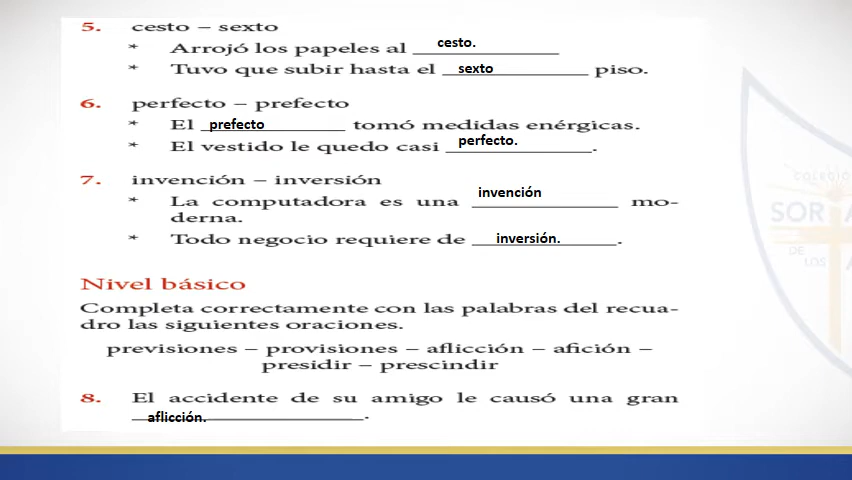 5. cesto – sexto
* Arrojó los papeles al cesto.
* Tuvo que subir hasta el sexto piso.
6. perfecto – prefecto
* El prefecto tomó medidas enérgicas.
* El vestido le quedo casi perfecto. .
7. invención – inversión
* La computadora es una invención mo-
derna.
* Todo negocio requiere de inversión. .
Nivel básico
Completa correctamente con las palabras del recua-
dro las siguientes oraciones.
previsiones – provisiones – aflicción – afición –
presidir – prescindir
8. El accidente de su amigo le causó una gran
aflicción. .
COLEGIO
DE LOS